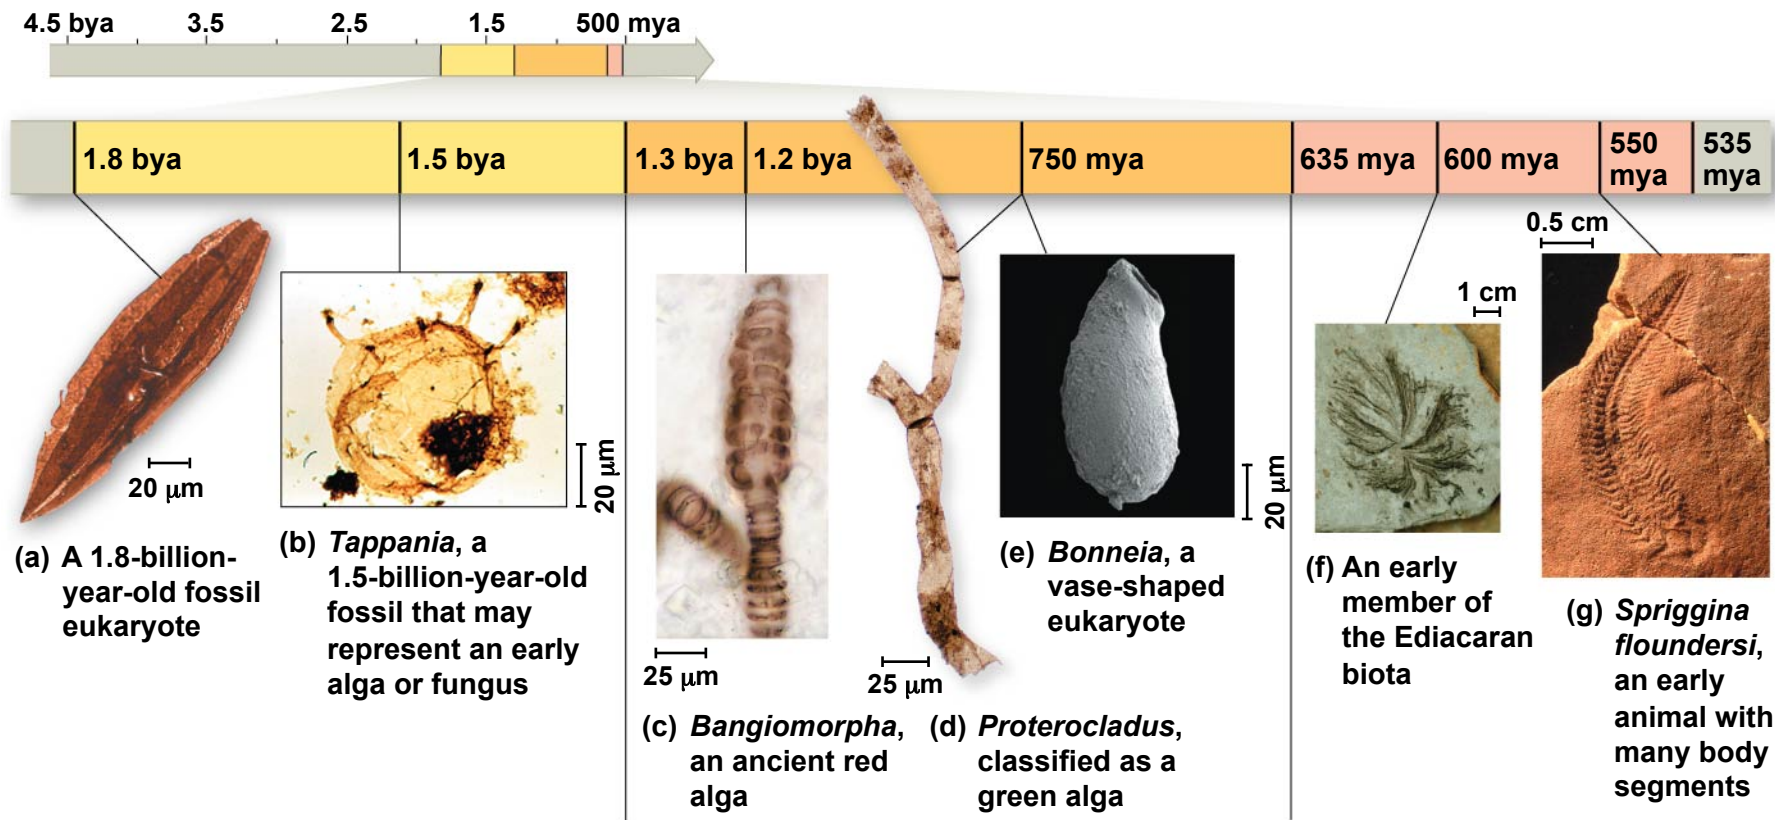 4.5 bya 3.5 2.5 1.5 500 mya
1.8 bya 1.5 bya 1.3 bya 1.2 bya 750 mya 635 mya 600 mya 550 mya 535 mya
20 μm
(a) A 1.8-billion-
year-old fossil
eukaryote
20 μm
(b) Tappania, a
1.5-billion-year-old
fossil that may
represent an early
alga or fungus
25 μm
(c) Bangiomorpha,
an ancient red
alga
25 μm
(d) Proterocladus,
classified as a
green alga
20 μm
(e) Bonneia, a
vase-shaped
eukaryote
1 cm
(f) An early
member of
the Ediacaran
biota
0.5 cm
(g) Spriggina
floundersi,
an early
animal with
many body
segments